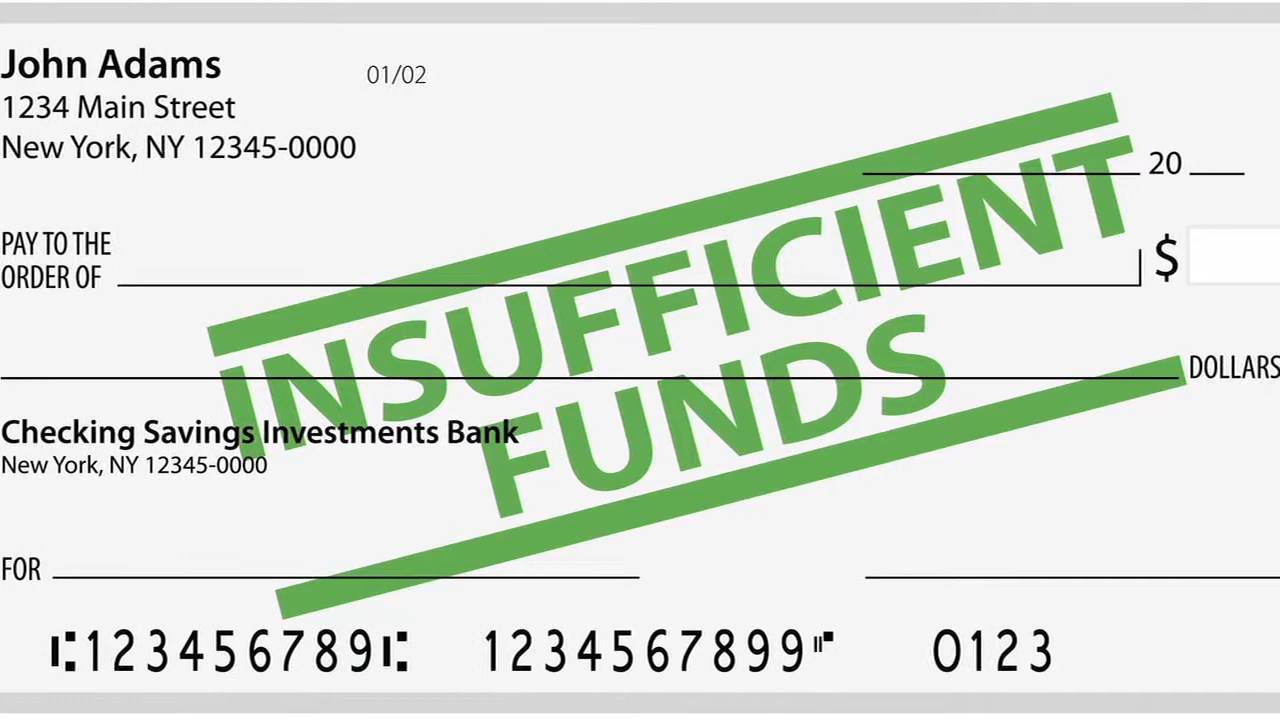 John Adams
01/02
1234 Main Street
New York, NY 12345-0000
20
PAY TO THE
ORDER OF
$
INSUFFICIENT
FUNDS
DOLLARS
Checking Savings Investments Bank
New York, NY 12345-0000
FOR
⑆123456789⑆ 1234567899⑈ 0123